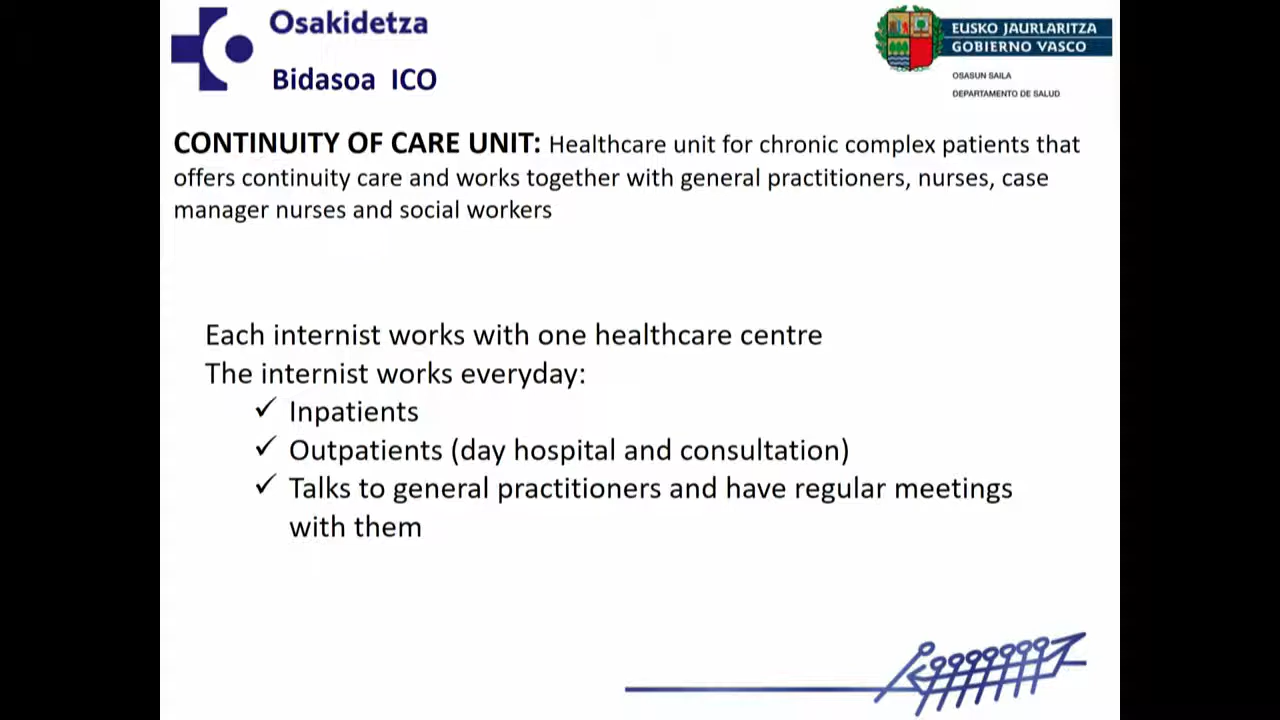 Osakidetza
Bidasoa ICO
EUSKO JAURLARITZA
GOBIERNO VASCO
OSASUN SAILA
DEPARTAMENTO DE SALUD
CONTINUITY OF CARE UNIT: Healthcare unit for chronic complex patients that
offers continuity care and works together with general practitioners, nurses, case
manager nurses and social workers
Each internist works with one healthcare centre
The internist works everyday:
✓ Inpatients
✓ Outpatients (day hospital and consultation)
✓ Talks to general practitioners and have regular meetings
with them